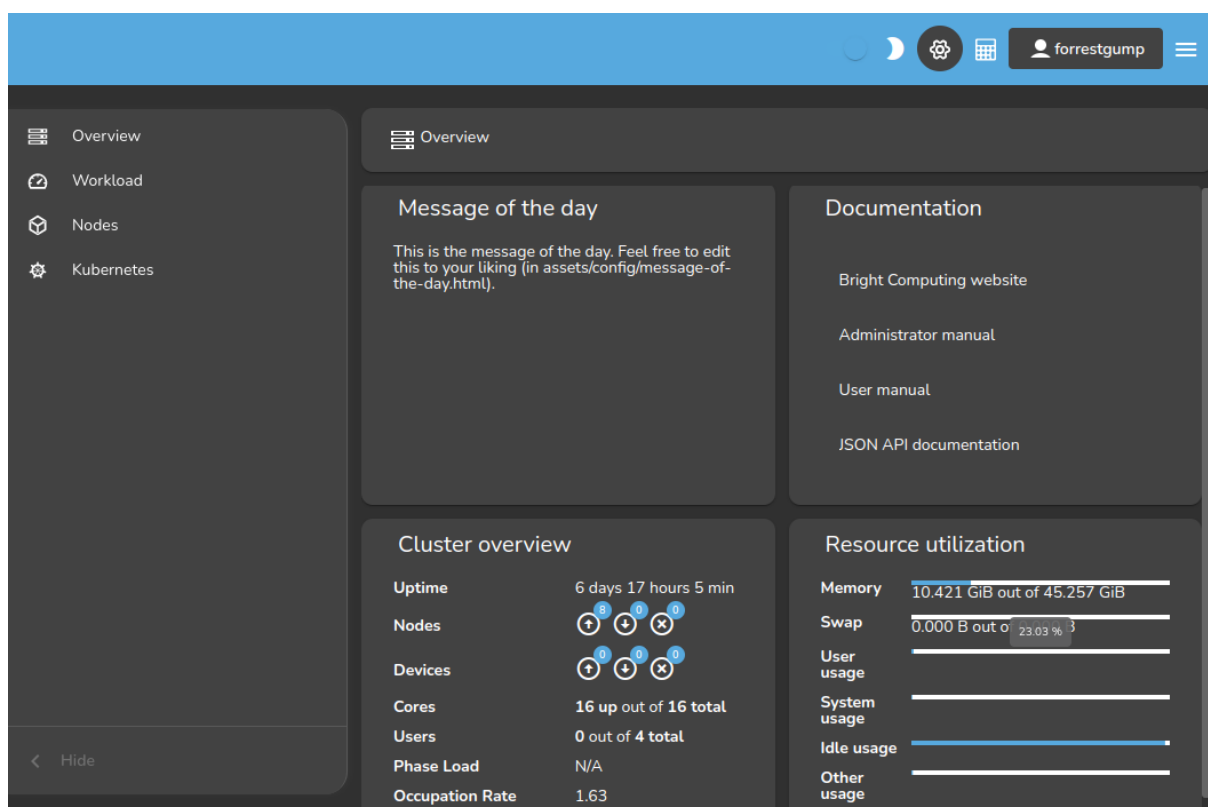 forrestgump
Overview
Workload
Nodes
Kubernetes
Hide
Overview
Message of the day
This is the message of the day. Feel free to edit
this to your liking (in assets/config/message-of-
the-day.html).
Documentation
Bright Computing website
Administrator manual
User manual
JSON API documentation
Cluster overview
Uptime 6 days 17 hours 5 min
Nodes 8 0 0
Devices 0 0 0
Cores 16 up out of 16 total
Users 0 out of 4 total
Phase Load N/A
Occupation Rate 1.63
Resource utilization
Memory 10.421 GiB out of 45.257 GiB
Swap 0.000 B out of B
23.03 %
User
usage
System
usage
Idle usage
Other
usage